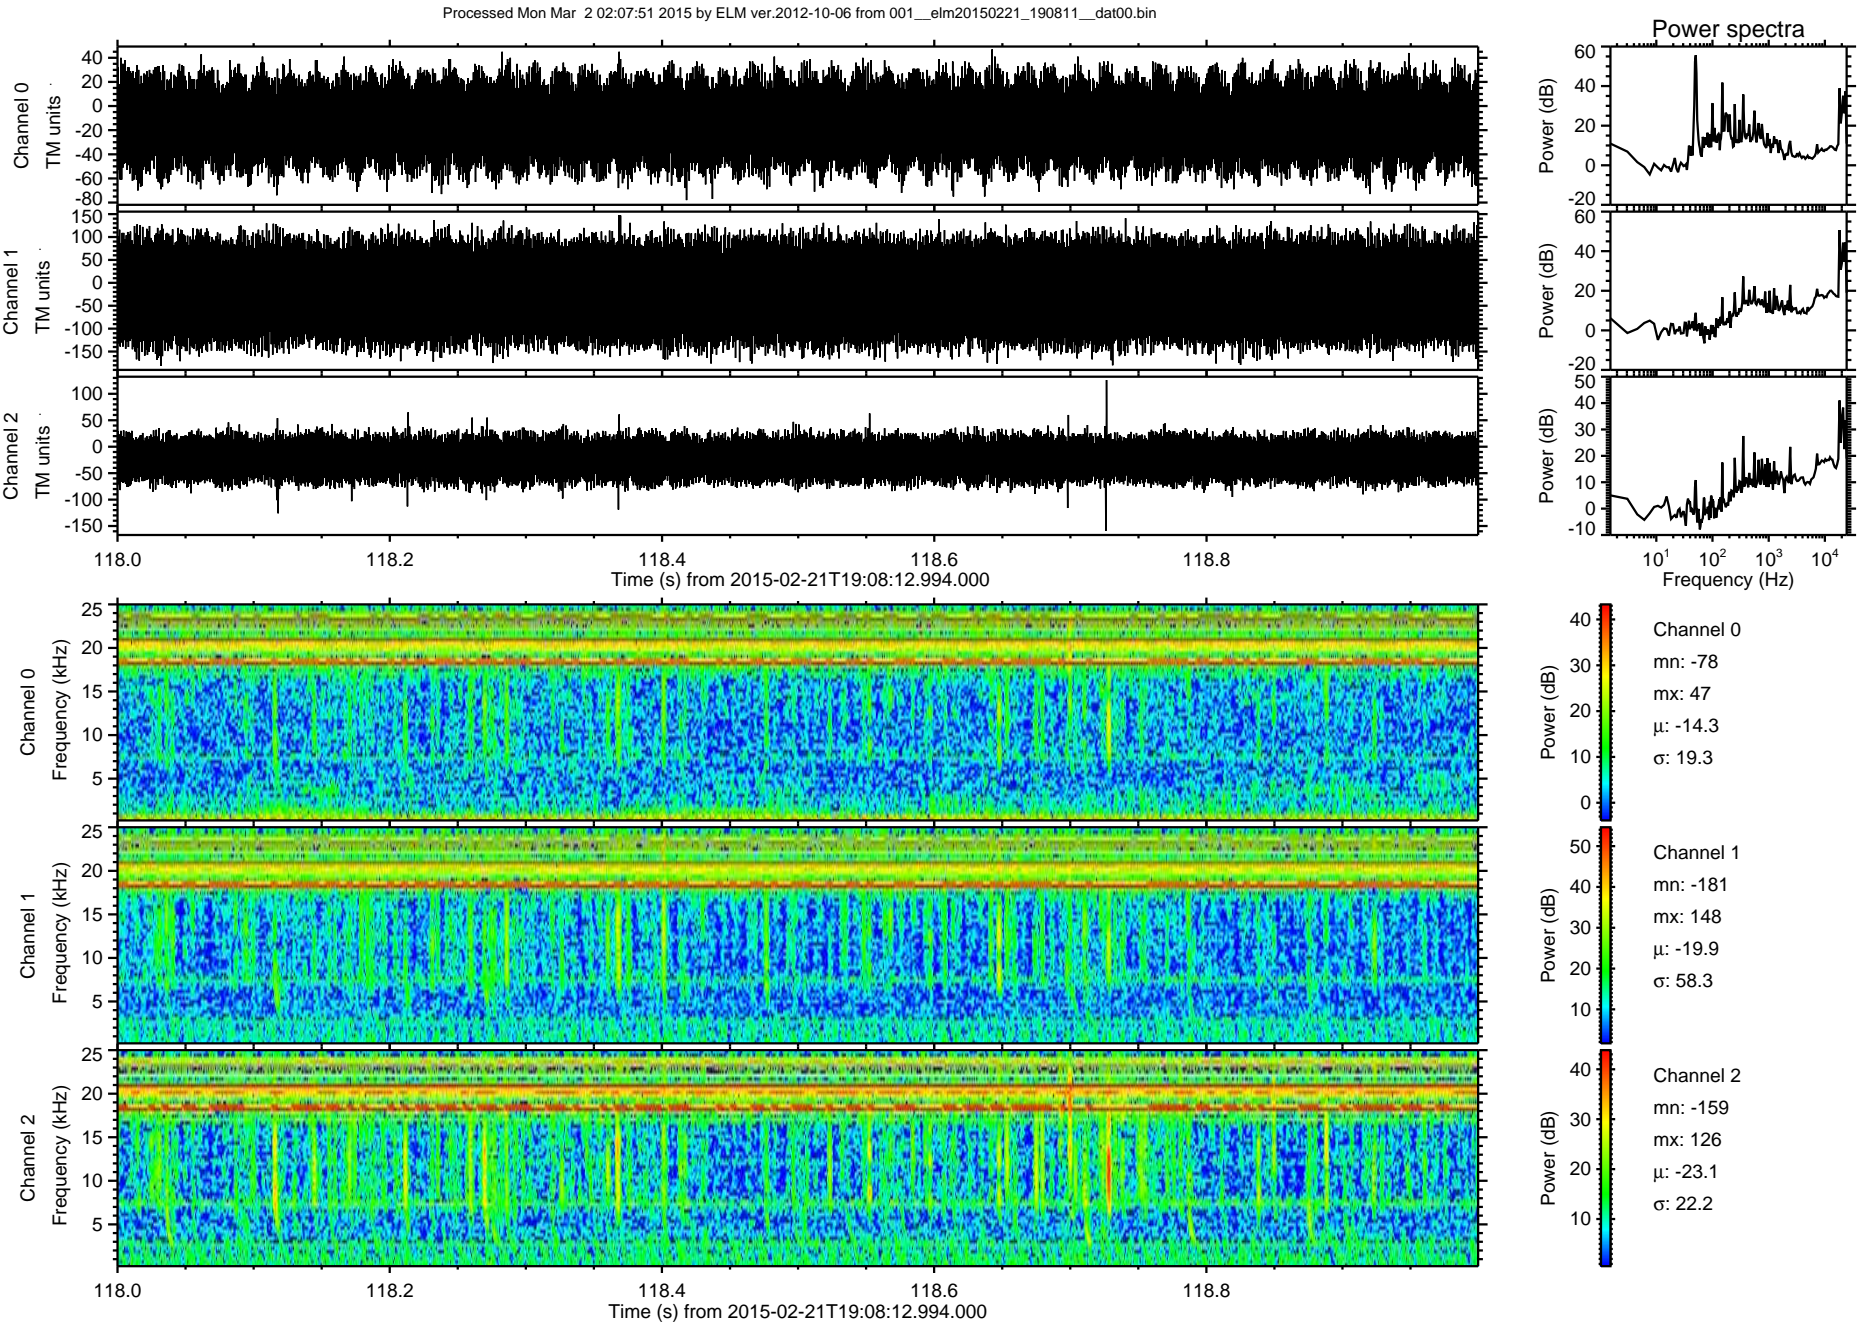 Processed Mon Mar  2 02:07:51 2015 by ELM ver.2012-10-06 from 001__elm20150221_190811__dat00.bin
Power spectra
Channel 0
TM units
40
20
0
-20
-40
-60
-80
Power (dB)
60
40
20
0
-20
Channel 1
TM units
150
100
50
0
-50
-100
-150
Power (dB)
60
40
20
0
-20
Channel 2
TM units
100
50
0
-50
-100
-150
Power (dB)
50
40
30
20
10
0
-10
118.0 118.2 118.4 118.6 118.8
Time (s) from 2015-02-21T19:08:12.994.000
10¹ 10² 10³ 10⁴
Frequency (Hz)
Channel 0
Frequency (kHz)
25
20
15
10
5
Power (dB)
40
30
20
10
0
Channel 0
mn: -78
mx: 47
μ: -14.3
σ: 19.3
Channel 1
Frequency (kHz)
25
20
15
10
5
Power (dB)
50
40
30
20
10
Channel 1
mn: -181
mx: 148
μ: -19.9
σ: 58.3
Channel 2
Frequency (kHz)
25
20
15
10
5
Power (dB)
40
30
20
10
Channel 2
mn: -159
mx: 126
μ: -23.1
σ: 22.2
118.0 118.2 118.4 118.6 118.8
Time (s) from 2015-02-21T19:08:12.994.000